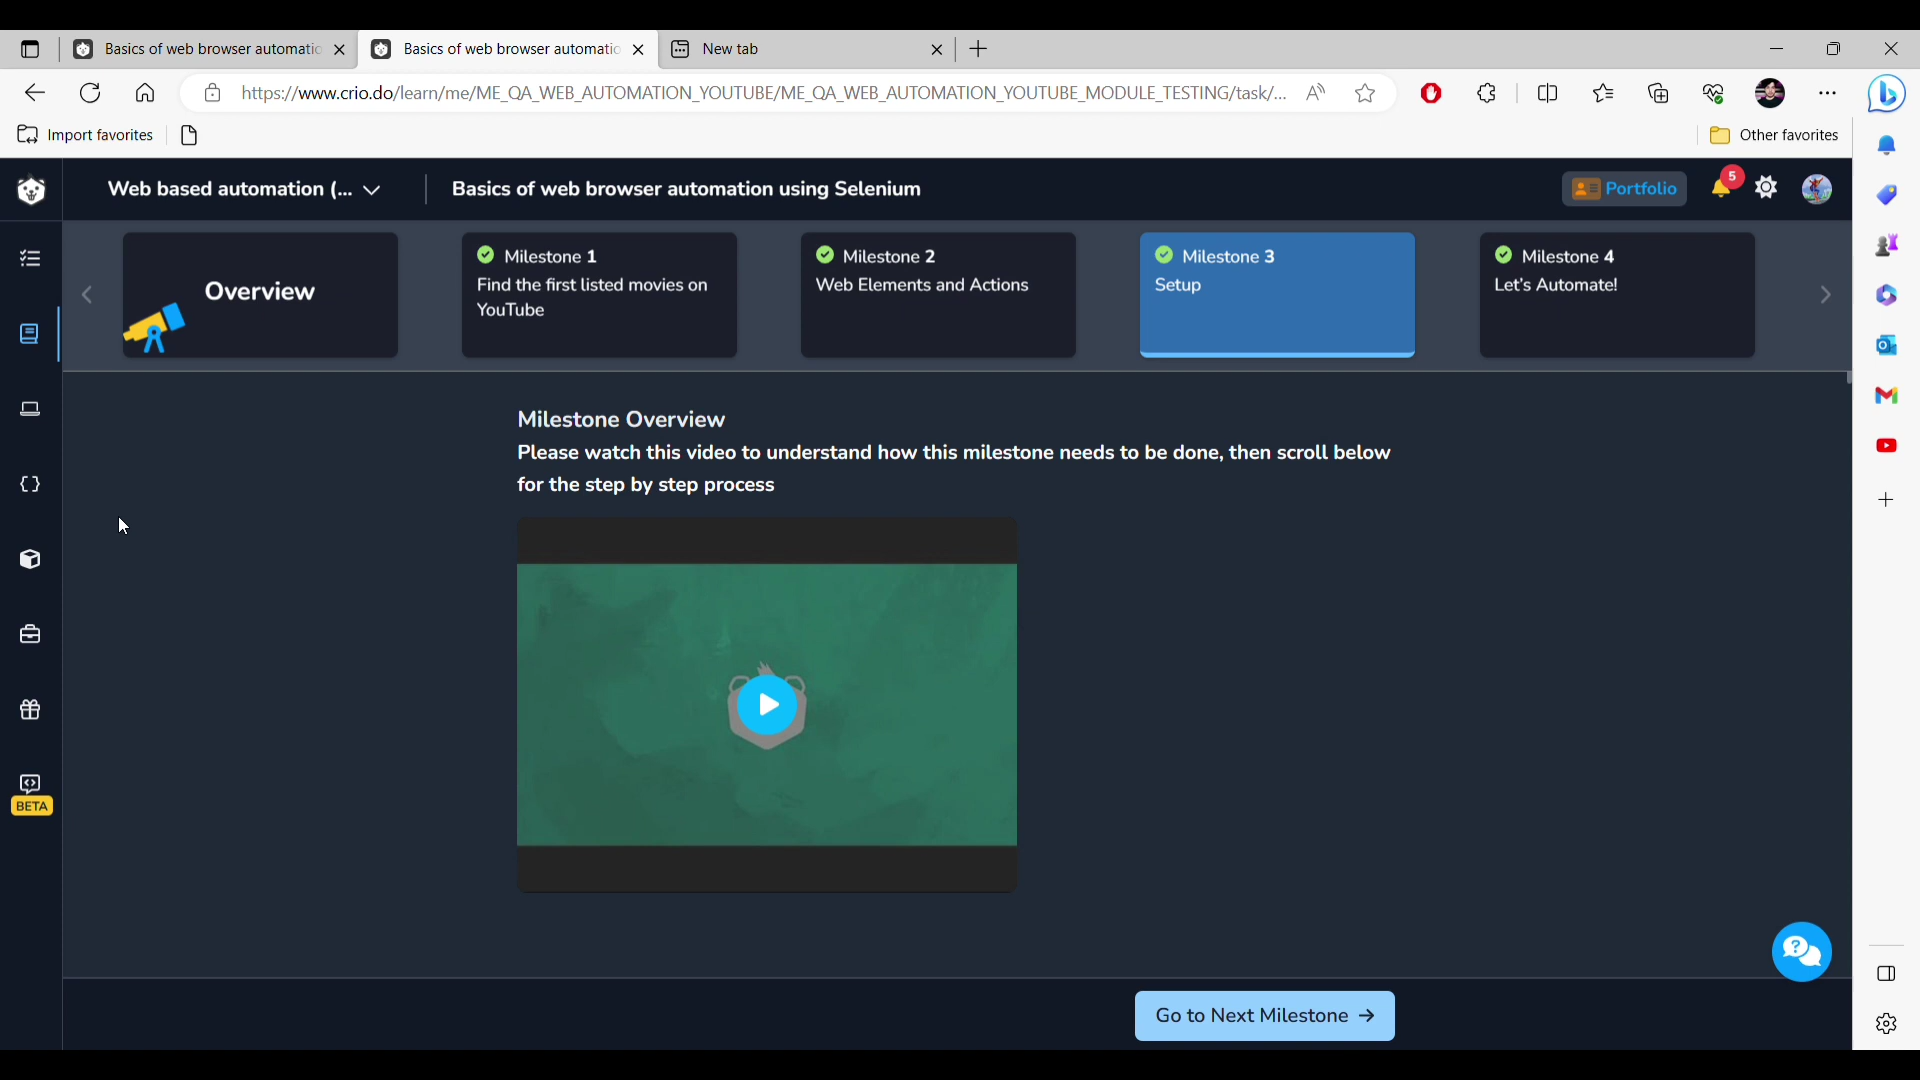 Basics of web browser automatic
Basics of web browser automatio
New tab
https://www.crio.do/learn/me/ME_QA_WEB_AUTOMATION_YOUTUBE/ME_QA_WEB_AUTOMATION_YOUTUBE_MODULE_TESTING/task/...
Import favorites
Other favorites
Web based automation (...
Basics of web browser automation using Selenium
Portfolio
5
Overview
Milestone 1
Find the first listed movies on
YouTube
Milestone 2
Web Elements and Actions
Milestone 3
Setup
Milestone 4
Let's Automate!
Milestone Overview
Please watch this video to understand how this milestone needs to be done, then scroll below
for the step by step process
BETA
Go to Next Milestone →